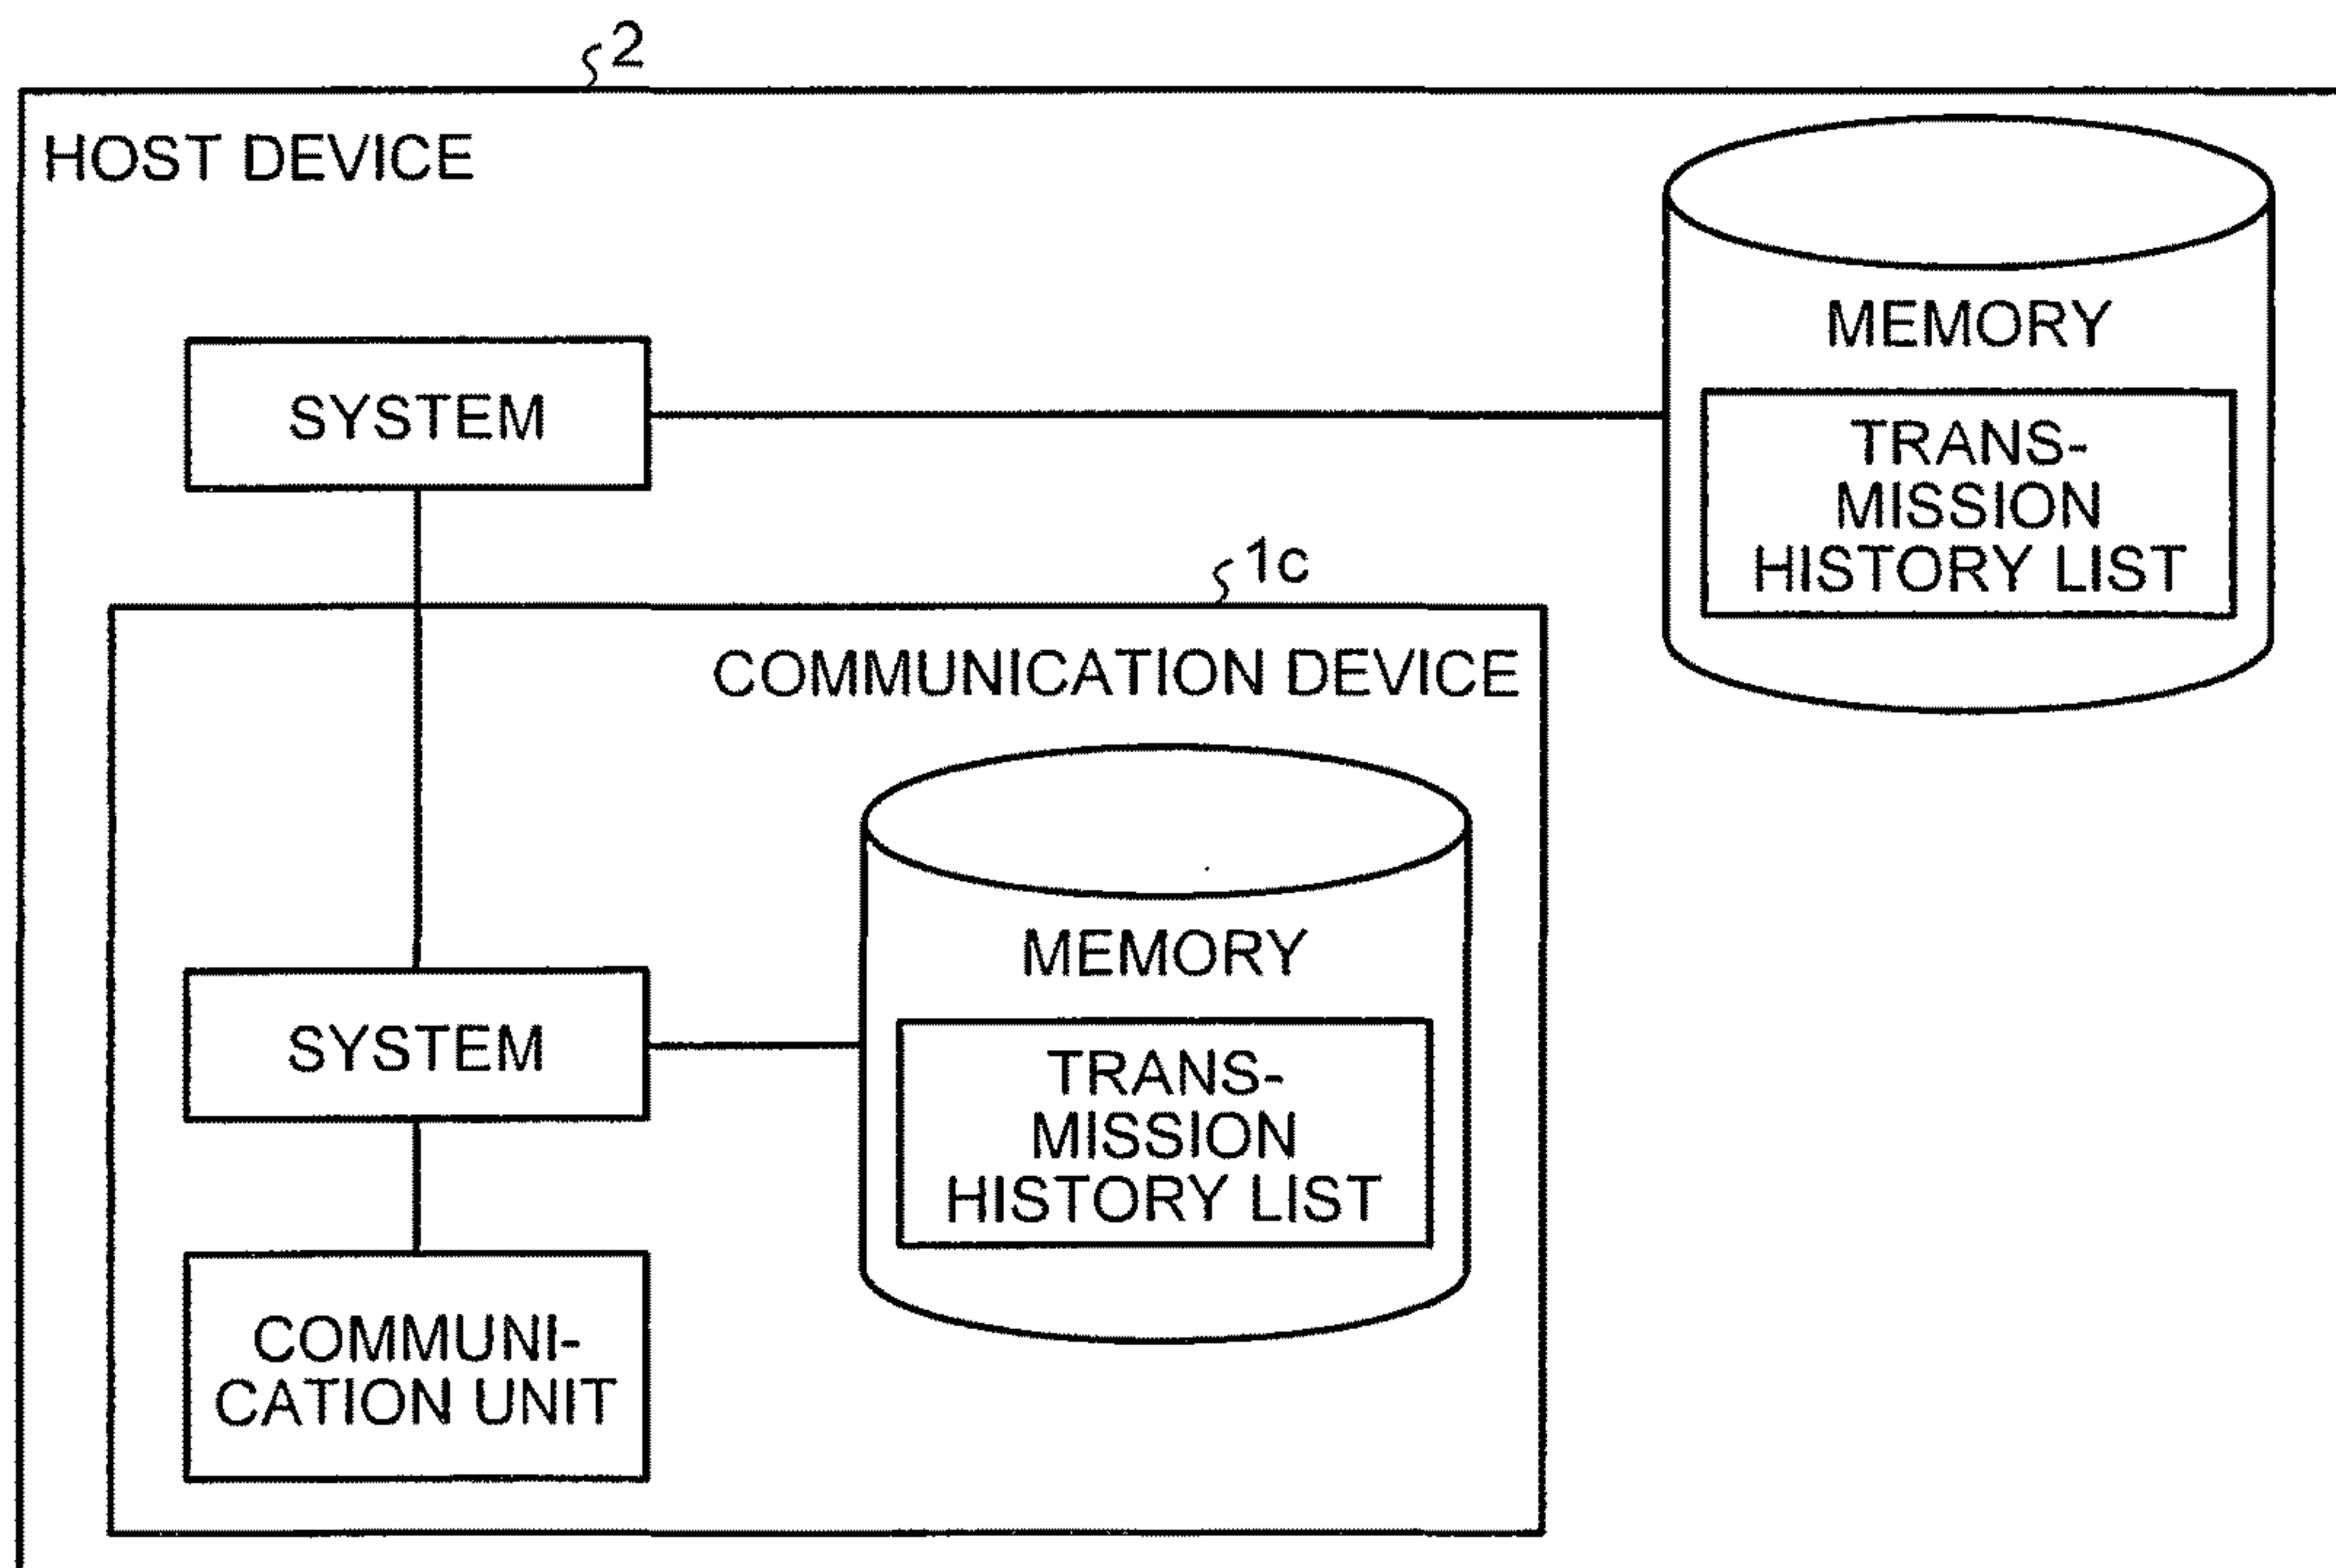 2
HOST DEVICE
MEMORY
SYSTEM
TRANS-
MISSION
HISTORY LIST
1c
COMMUNICATION DEVICE
MEMORY
SYSTEM
TRANS-
MISSION
HISTORY LIST
COMMUNI-
CATION UNIT